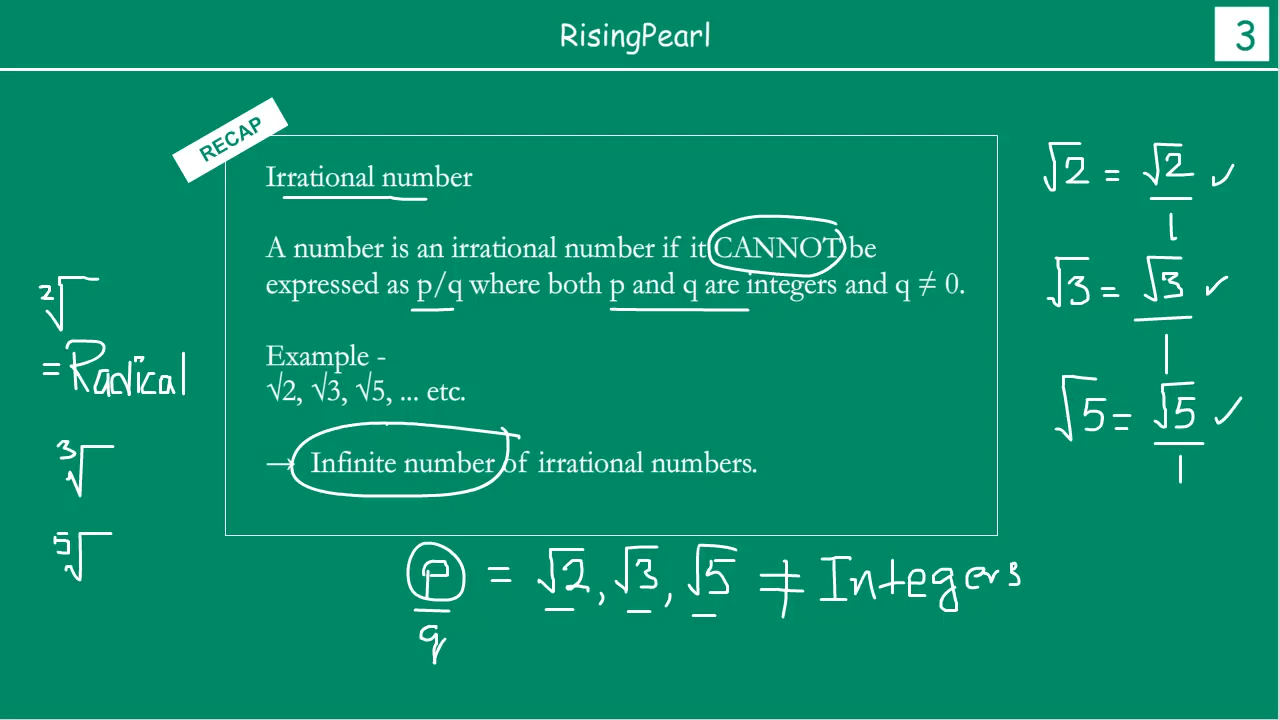 RisingPearl
3
RECAP
Irrational number
A number is an irrational number if it CANNOT be
expressed as p/q where both p and q are integers and q ≠ 0.
Example -
√2, √3, √5, ... etc.
→ Infinite number of irrational numbers.
²√
= Radical
³√
⁵√
√2 = √2/1 ✓
√3 = √3/1 ✓
√5 = √5/1 ✓
p/q = √2, √3, √5 ≠ Integers